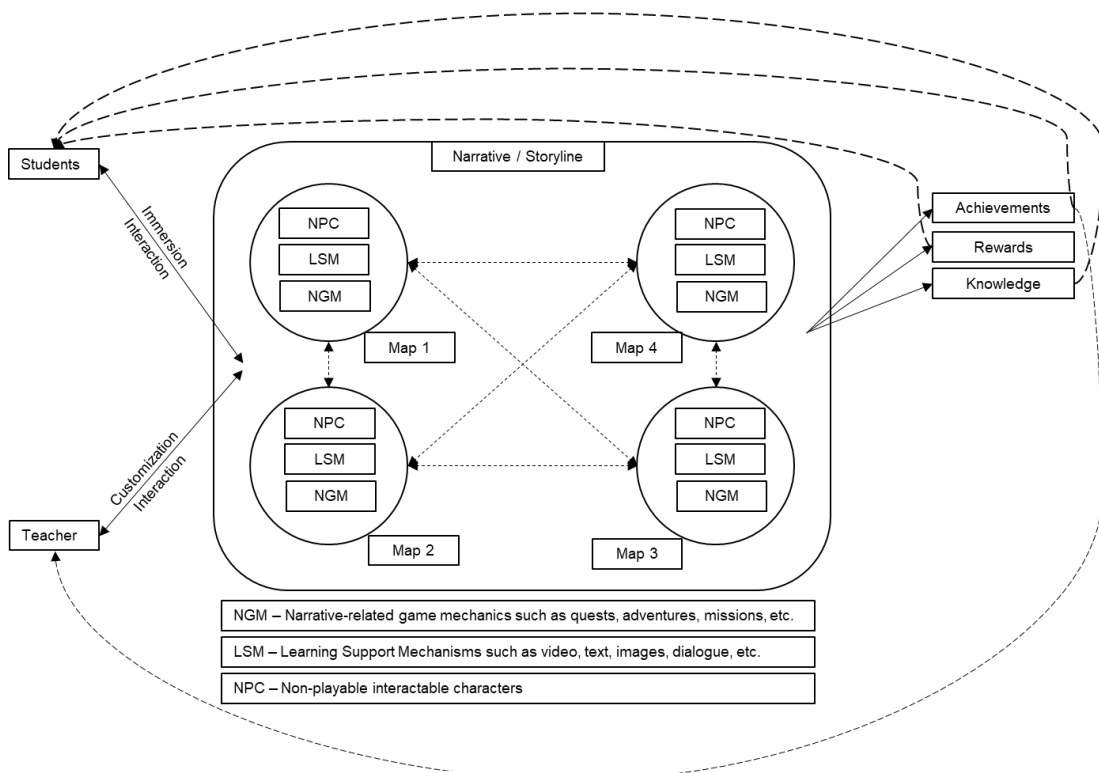 Narrative / Storyline
Students
Immersion
Interaction
NPC
LSM
NGM
Map 1
NPC
LSM
NGM
Map 4
Achievements
Rewards
Knowledge
Customization
Interaction
Teacher
NPC
LSM
NGM
Map 2
NPC
LSM
NGM
Map 3
NGM – Narrative-related game mechanics such as quests, adventures, missions, etc.
LSM – Learning Support Mechanisms such as video, text, images, dialogue, etc.
NPC – Non-playable interactable characters